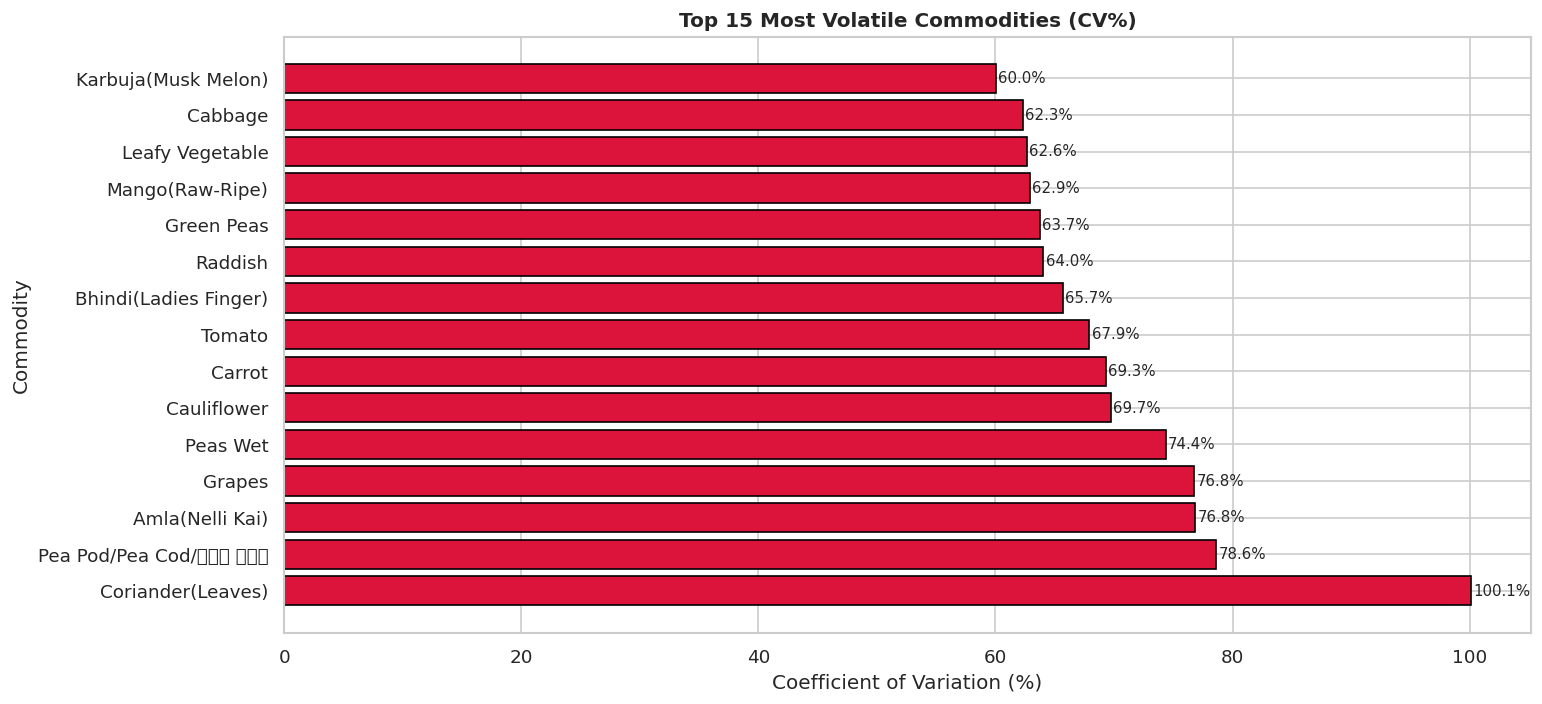 Top 15 Most Volatile Commodities (CV%)
Karbuja(Musk Melon) 60.0%
Cabbage 62.3%
Leafy Vegetable 62.6%
Mango(Raw-Ripe) 62.9%
Green Peas 63.7%
Raddish 64.0%
Bhindi(Ladies Finger) 65.7%
Tomato 67.9%
Carrot 69.3%
Cauliflower 69.7%
Peas Wet 74.4%
Grapes 76.8%
Amla(Nelli Kai) 76.8%
Pea Pod/Pea Cod/ 78.6%
Coriander(Leaves) 100.1%
Commodity
0 20 40 60 80 100
Coefficient of Variation (%)